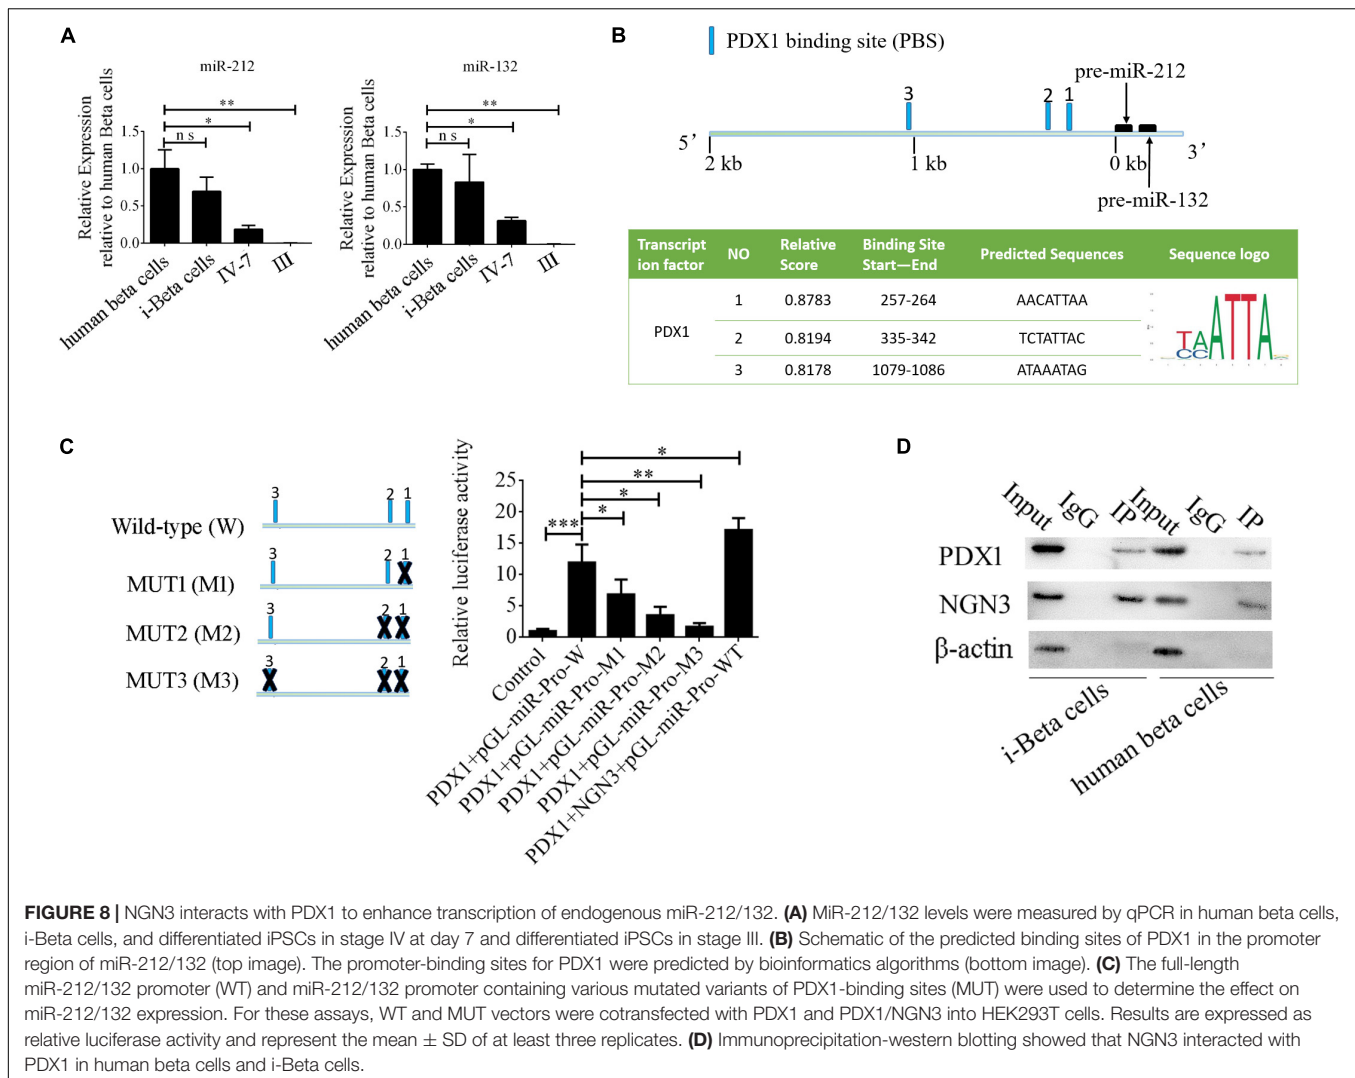 A
miR-212
Relative Expression
relative to human Beta cells
**
*
n s
1.5
1.0
0.5
0.0
human beta cells
i-Beta cells
IV-7
III
miR-132
Relative Expression
relative to human Beta cells
**
*
n s
1.5
1.0
0.5
0.0
human beta cells
i-Beta cells
IV-7
III
B
PDX1 binding site (PBS)
pre-miR-212
3
2
1
5’
3’
2 kb
1 kb
0 kb
pre-miR-132
Transcript
ion factor
NO
Relative
Score
Binding Site
Start—End
Predicted Sequences
Sequence logo
PDX1
1 0.8783 257-264 AACATTAA
2 0.8194 335-342 TCTATTAC
3 0.8178 1079-1086 ATAAATAG
TAATTA
CC
C
3 2 1
Wild-type (W)
3 2 1
MUT1 (M1)
3 2 1
MUT2 (M2)
3 2 1
MUT3 (M3)
Relative luciferase activity
*
**
*
*
***
25
20
15
10
5
0
Control
PDX1+pGL-miR-Pro-W
PDX1+pGL-miR-Pro-M1
PDX1+pGL-miR-Pro-M2
PDX1+pGL-miR-Pro-M3
PDX1+NGN3+pGL-miR-Pro-WT
D
Input IgG IP Input IgG IP
PDX1
NGN3
β-actin
i-Beta cells
human beta cells
FIGURE 8 | NGN3 interacts with PDX1 to enhance transcription of endogenous miR-212/132. (A) MiR-212/132 levels were measured by qPCR in human beta cells,
i-Beta cells, and differentiated iPSCs in stage IV at day 7 and differentiated iPSCs in stage III. (B) Schematic of the predicted binding sites of PDX1 in the promoter
region of miR-212/132 (top image). The promoter-binding sites for PDX1 were predicted by bioinformatics algorithms (bottom image). (C) The full-length
miR-212/132 promoter (WT) and miR-212/132 promoter containing various mutated variants of PDX1-binding sites (MUT) were used to determine the effect on
miR-212/132 expression. For these assays, WT and MUT vectors were cotransfected with PDX1 and PDX1/NGN3 into HEK293T cells. Results are expressed as
relative luciferase activity and represent the mean ± SD of at least three replicates. (D) Immunoprecipitation-western blotting showed that NGN3 interacted with
PDX1 in human beta cells and i-Beta cells.